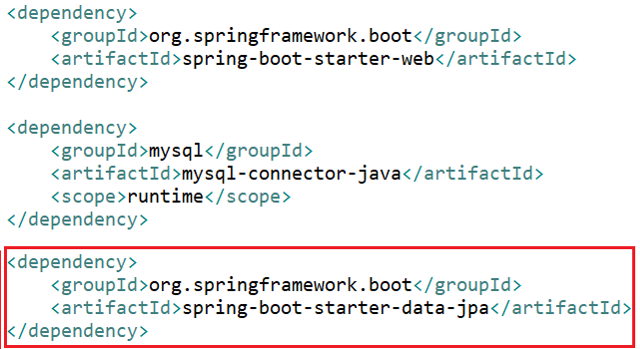 <dependency>
    <groupId>org.springframework.boot</groupId>
    <artifactId>spring-boot-starter-web</artifactId>
</dependency>

<dependency>
    <groupId>mysql</groupId>
    <artifactId>mysql-connector-java</artifactId>
    <scope>runtime</scope>
</dependency>

<dependency>
    <groupId>org.springframework.boot</groupId>
    <artifactId>spring-boot-starter-data-jpa</artifactId>
</dependency>